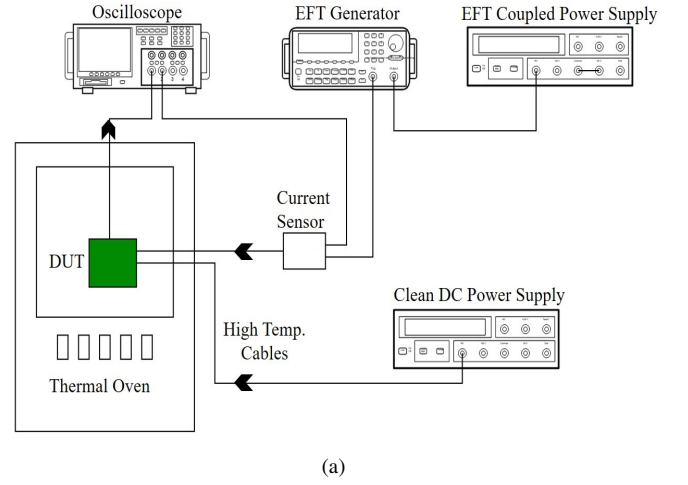 Oscilloscope
EFT Generator
EFT Coupled Power Supply
Current
Sensor
DUT
Clean DC Power Supply
High Temp.
Cables
Thermal Oven
(a)